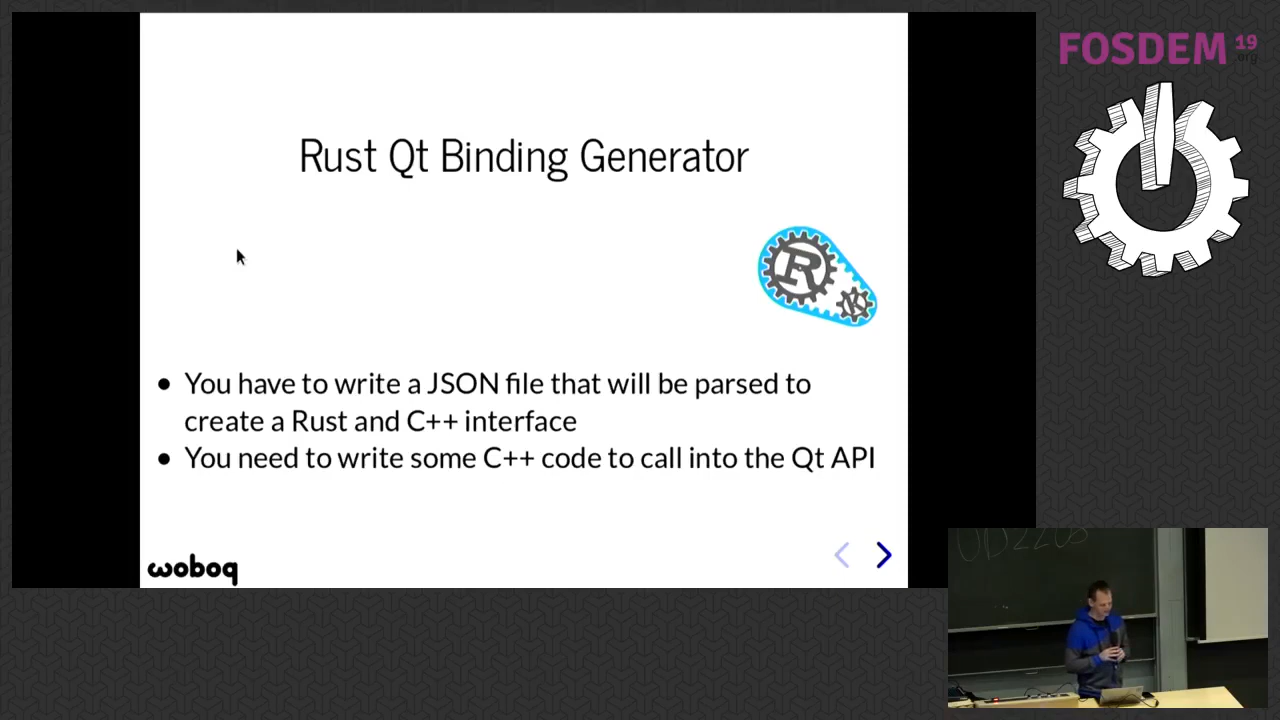 FOSDEM 19
.org
Rust Qt Binding Generator
R
K
• You have to write a JSON file that will be parsed to
create a Rust and C++ interface
• You need to write some C++ code to call into the Qt API
woboq